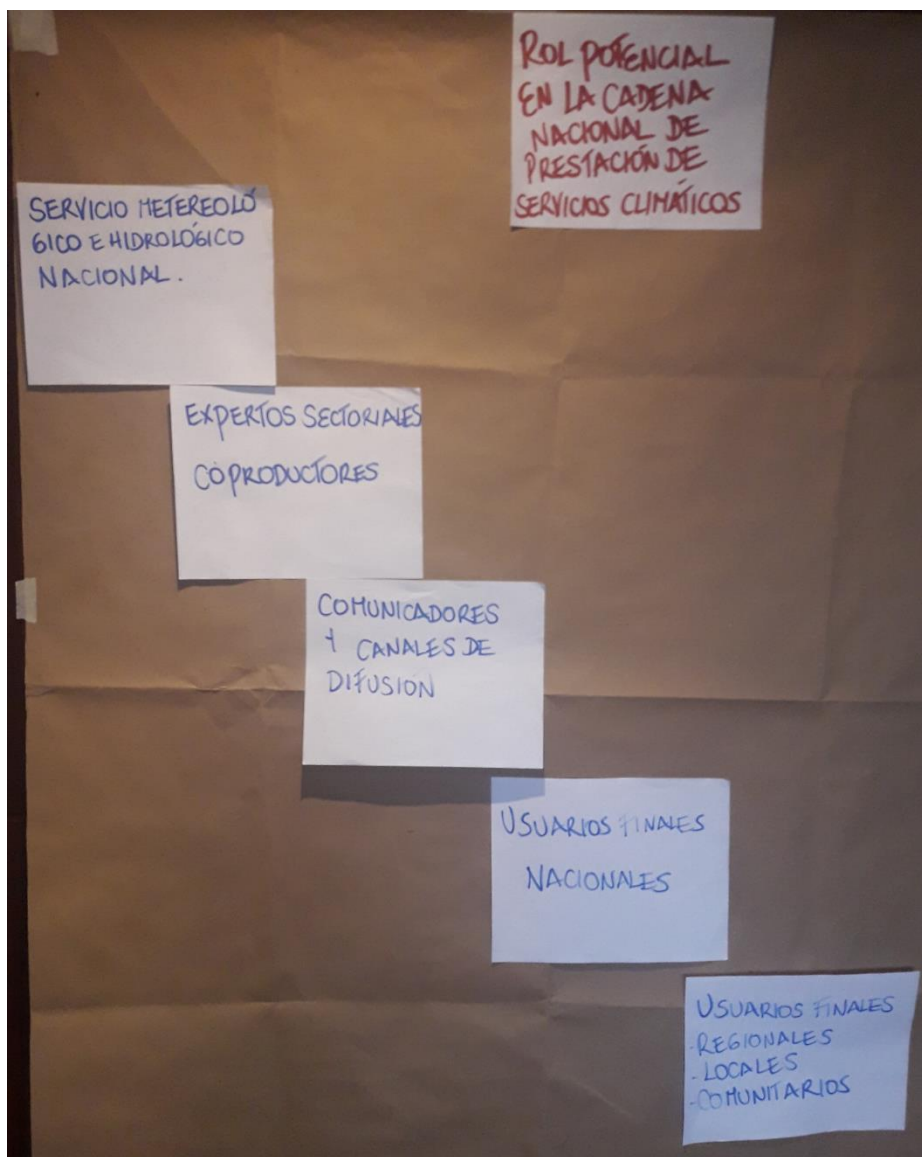 ROL POTENCIAL
EN LA CADENA
NACIONAL DE
PRESTACIÓN DE
SERVICIOS CLIMÁTICOS
SERVICIO METEREOLÓ
GICO E HIDROLÓGICO
NACIONAL.
EXPERTOS SECTORIALES
COPRODUCTORES
COMUNICADORES
Y CANALES DE
DIFUSIÓN
USUARIOS FINALES
NACIONALES
USUARIOS FINALES
-REGIONALES
-LOCALES
-COMUNITARIOS